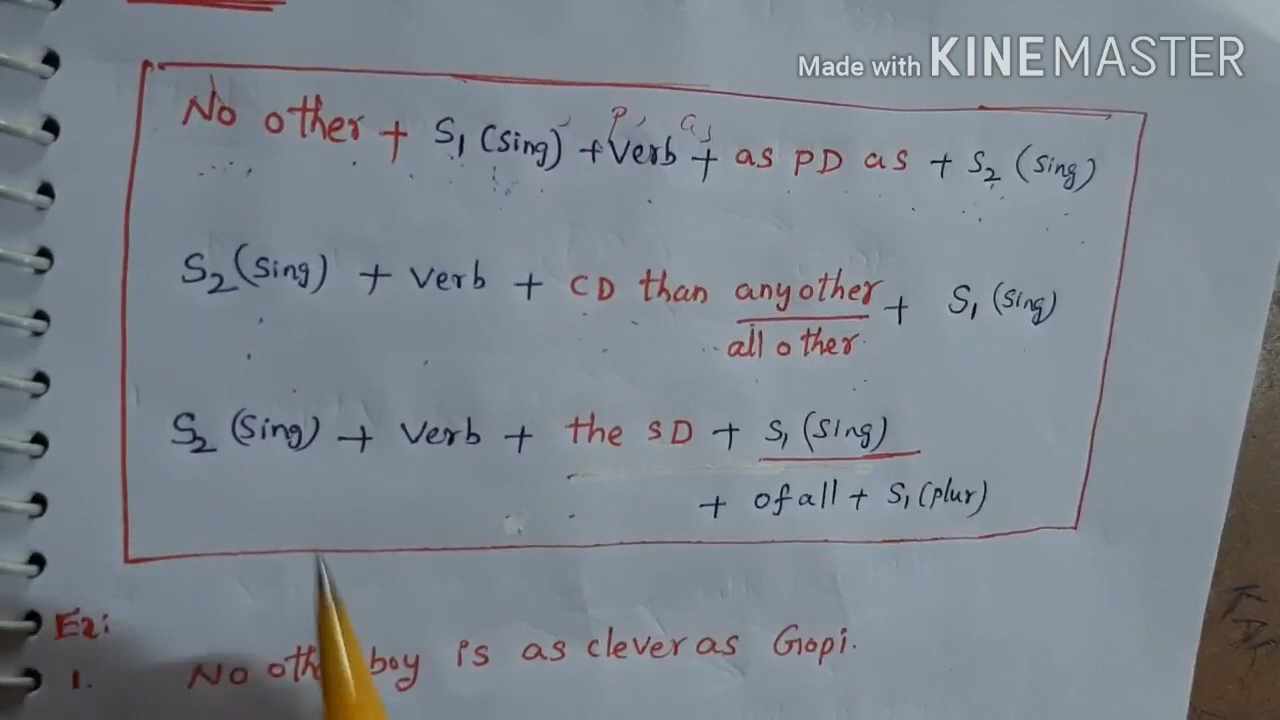 Made with KINEMASTER
p, as
No other + S₁ (sing) + Verb + as PD as + S₂ (sing)
S₂ (sing) + verb + CD than anyother + S₁ (sing)
all other
S₂ (sing) + verb + the SD + S₁ (sing)
+ of all + S₁ (plur)
Ex:
1. No oth boy is as clever as Gopi.